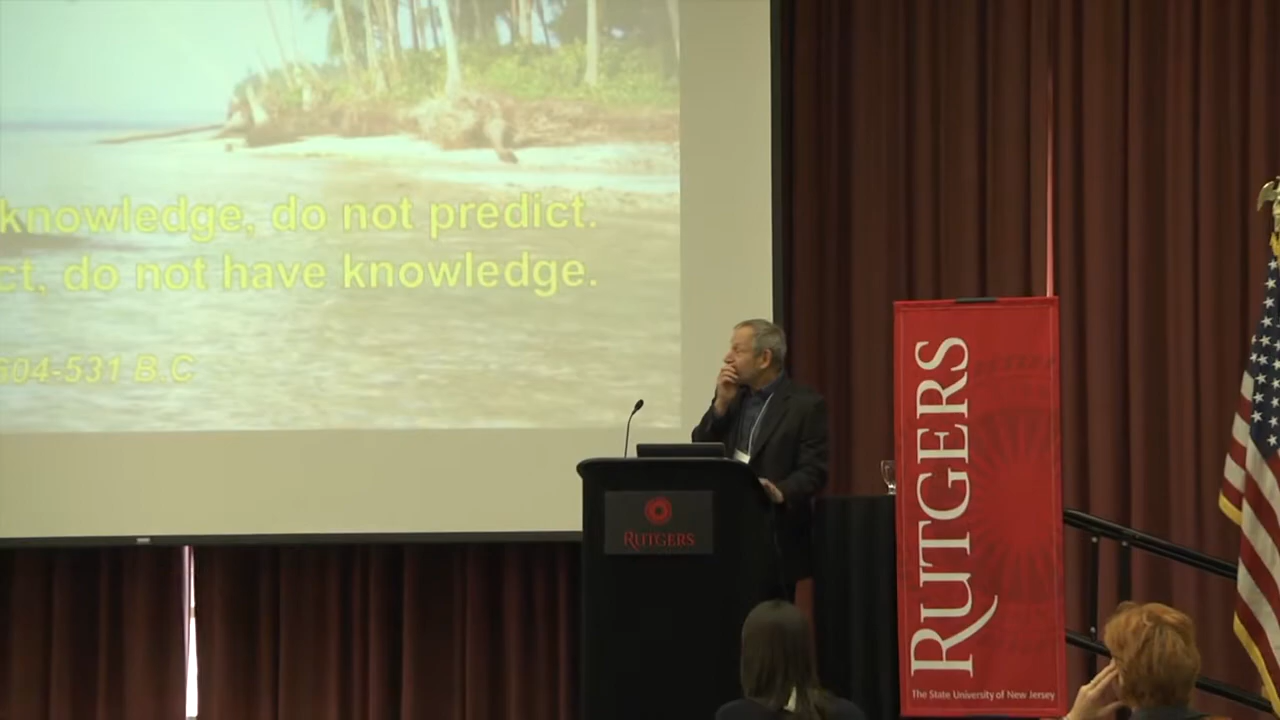 knowledge, do not predict.
ct, do not have knowledge.
604-531 B.C
RUTGERS
RUTGERS
The State University of New Jersey